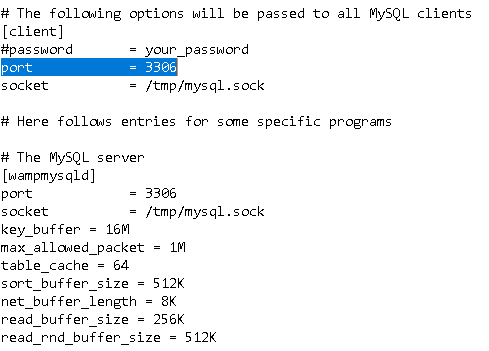 # The following options will be passed to all MySQL clients
[client]
#password       = your_password
port            = 3306
socket          = /tmp/mysql.sock

# Here follows entries for some specific programs

# The MySQL server
[wampmysqld]
port            = 3306
socket          = /tmp/mysql.sock
key_buffer = 16M
max_allowed_packet = 1M
table_cache = 64
sort_buffer_size = 512K
net_buffer_length = 8K
read_buffer_size = 256K
read_rnd_buffer_size = 512K